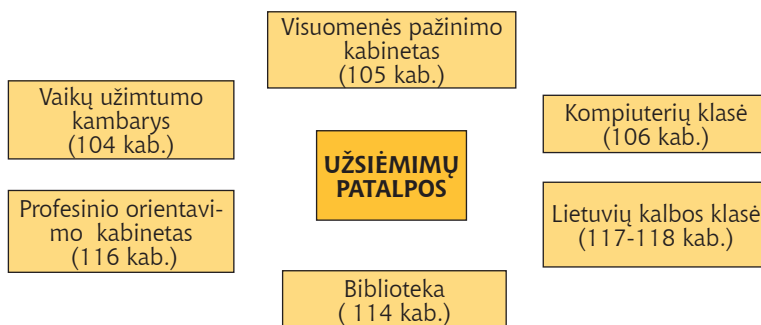 Visuomenės pažinimo
kabinetas
(105 kab.)
Vaikų užimtumo
kambarys
(104 kab.)
Kompiuterių klasė
(106 kab.)
UŽSIĖMIMŲ
PATALPOS
Profesinio orientavi-
mo kabinetas
(116 kab.)
Lietuvių kalbos klasė
(117-118 kab.)
Biblioteka
( 114 kab.)